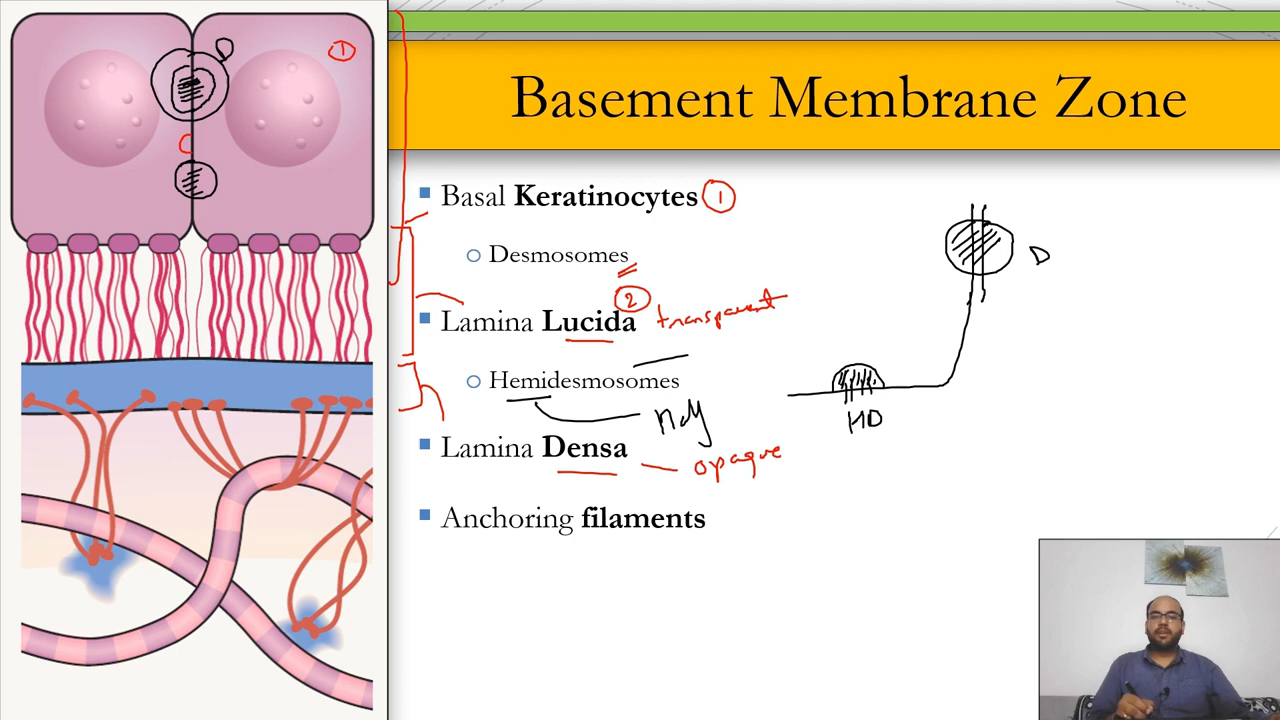 Basement Membrane Zone
D
1
C
Basal Keratinocytes 1
Desmosomes
D
2
Lamina Lucida transparent
Hemidesmosomes
HD
Lamina Densa - opaque
Anchoring filaments